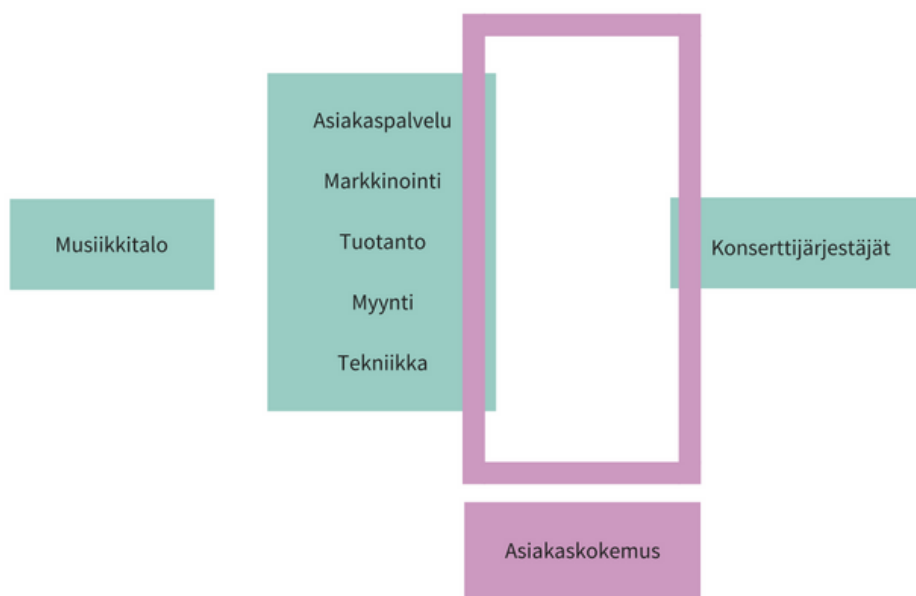 Musiikkitalo
Asiakaspalvelu
Markkinointi
Tuotanto
Myynti
Tekniikka
Konserttijärjestäjät
Asiakaskokemus